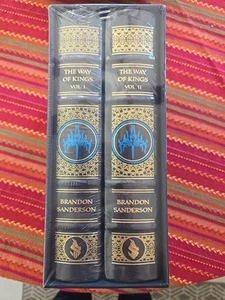 THE WAY OF KINGS
VOL. I
BRANDON
SANDERSON
THE WAY OF KINGS
VOL. II
BRANDON
SANDERSON